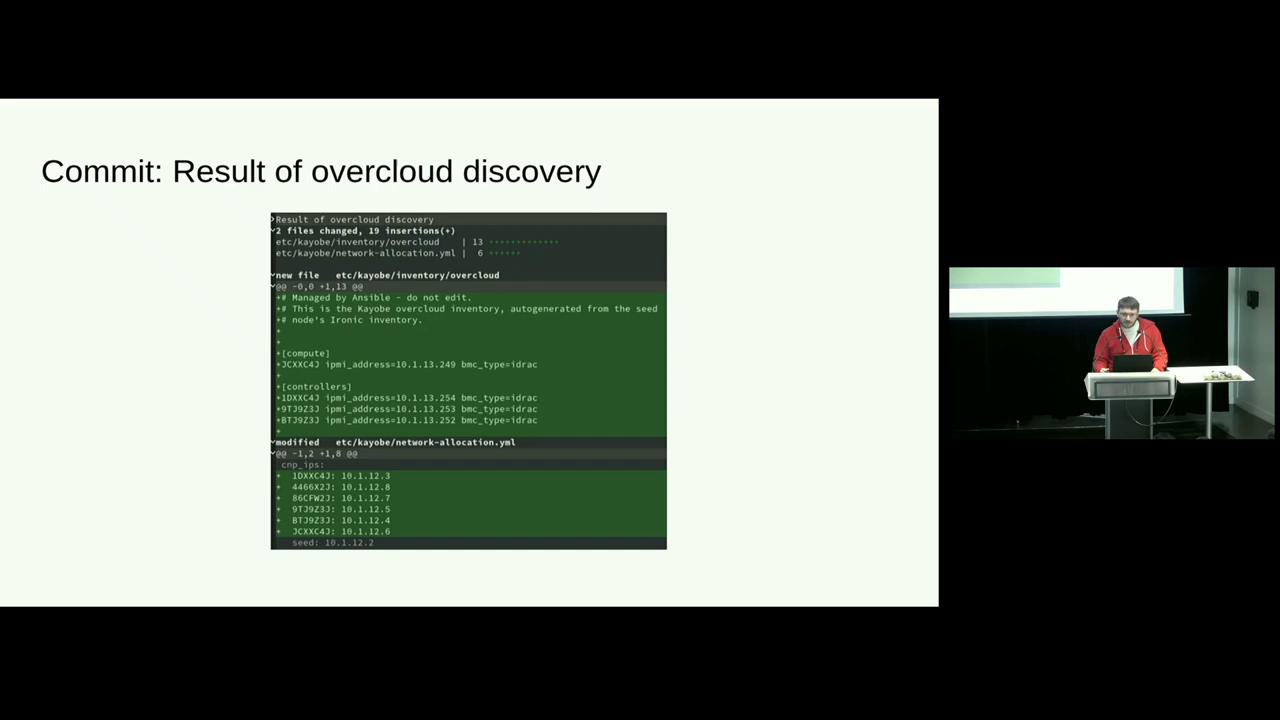 Commit: Result of overcloud discovery
Result of overcloud discovery
2 files changed, 19 insertions(+)
etc/kayobe/inventory/overcloud | 13 +++++++++++++
etc/kayobe/network-allocation.yml | 6 ++++++
new file etc/kayobe/inventory/overcloud
@@ -0,0 +1,13 @@
+# Managed by Ansible - do not edit.
+# This is the Kayobe overcloud inventory, autogenerated from the seed
+# node's Ironic inventory.
+
+
+[compute]
+JCXXC4J ipmi_address=10.1.13.249 bmc_type=idrac
+
+[controllers]
+1DXXC4J ipmi_address=10.1.13.254 bmc_type=idrac
+9TJ9Z3J ipmi_address=10.1.13.253 bmc_type=idrac
+BTJ9Z3J ipmi_address=10.1.13.252 bmc_type=idrac
+
modified etc/kayobe/network-allocation.yml
@@ -1,2 +1,8 @@
cnp_ips:
+ 1DXXC4J: 10.1.12.3
+ 4466X2J: 10.1.12.8
+ 86CFW2J: 10.1.12.7
+ 9TJ9Z3J: 10.1.12.5
+ BTJ9Z3J: 10.1.12.4
+ JCXXC4J: 10.1.12.6
seed: 10.1.12.2